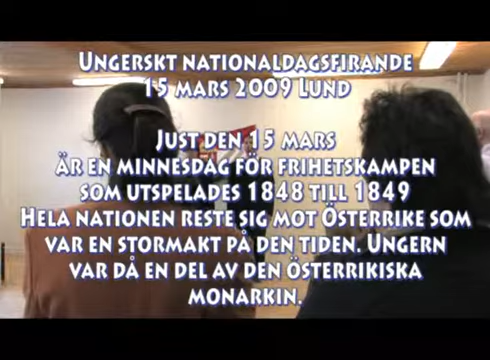 Ungerskt nationaldagsfirande
15 mars 2009 Lund
Just den 15 mars
är en minnesdag för frihetskampen
som utspelades 1848 till 1849
Hela nationen reste sig mot Österrike som
var en stormakt på den tiden. Ungern
var då en del av den österrikiska
monarkin.